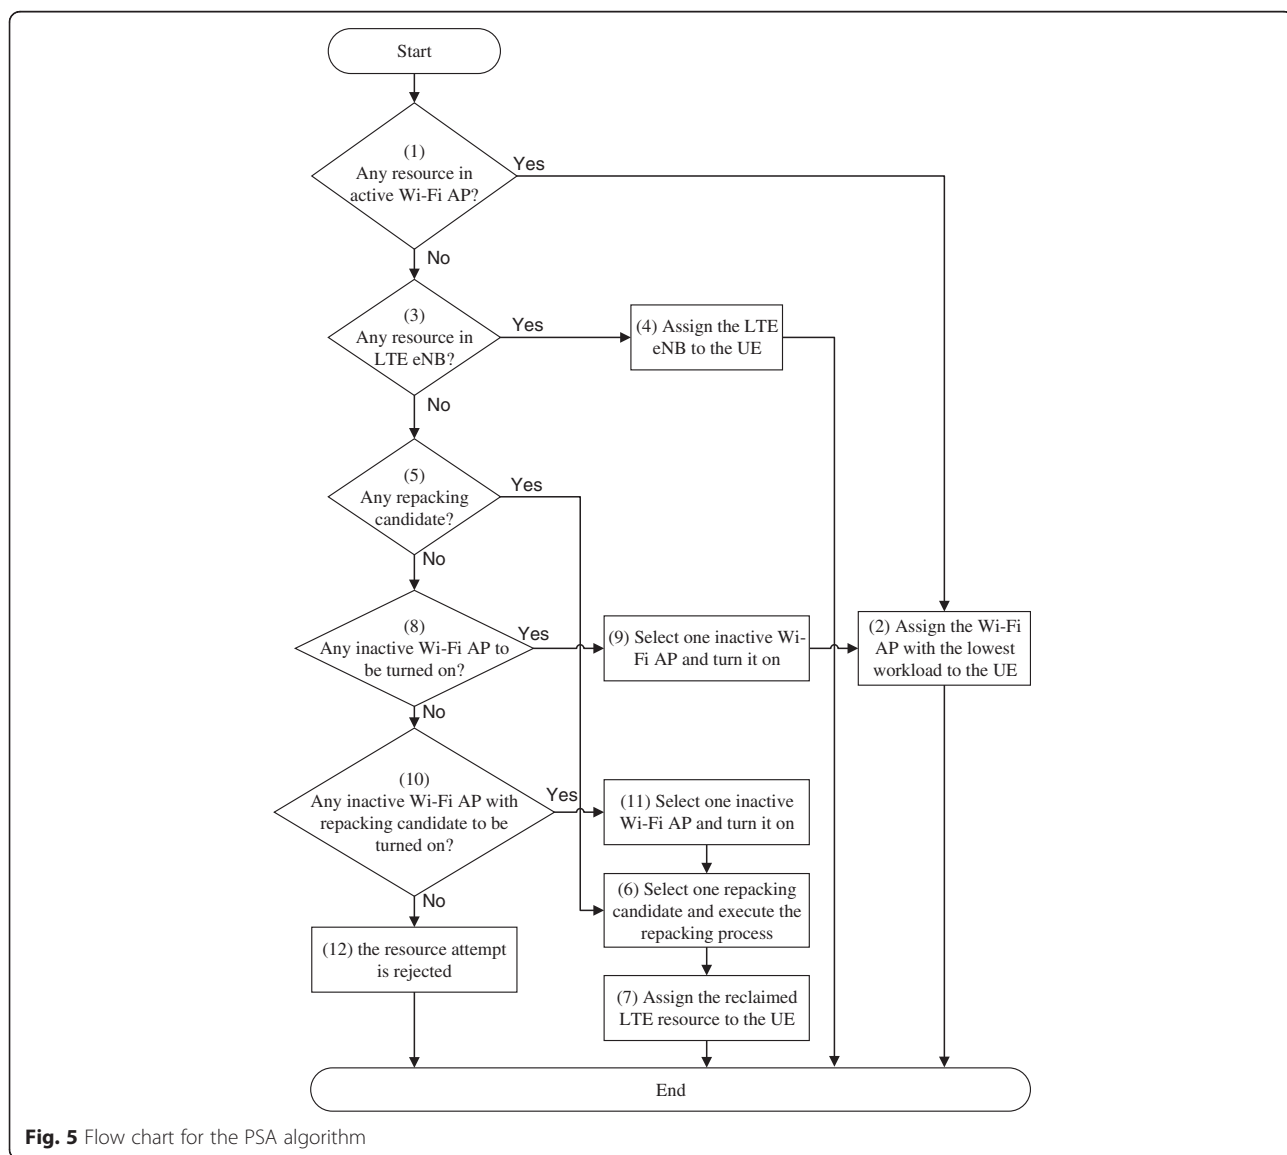 Start
(1)
Any resource in
active Wi-Fi AP?
Yes
No
(3)
Any resource in
LTE eNB?
Yes
(4) Assign the LTE
eNB to the UE
No
(5)
Any repacking
candidate?
Yes
No
(8)
Any inactive Wi-Fi AP to
be turned on?
Yes
(9) Select one inactive Wi-
Fi AP and turn it on
(2) Assign the Wi-Fi
AP with the lowest
workload to the UE
No
(10)
Any inactive Wi-Fi AP with
repacking candidate to be
turned on?
Yes
(11) Select one inactive
Wi-Fi AP and turn it on
(6) Select one repacking
candidate and execute the
repacking process
No
(12) the resource attempt
is rejected
(7) Assign the reclaimed
LTE resource to the UE
End
Fig. 5 Flow chart for the PSA algorithm